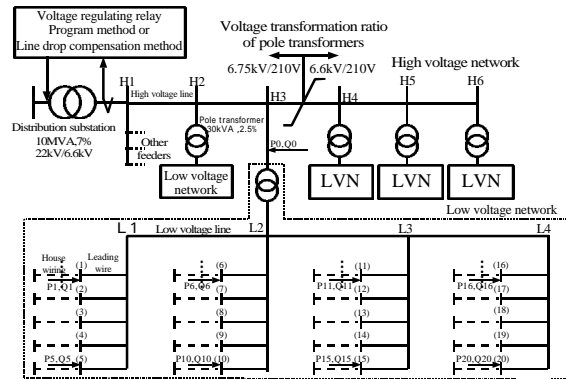 Voltage regulating relay
Program method or
Line drop compensation method
Voltage transformation ratio
of pole transformers
6.75kV/210V
6.6kV/210V
High voltage network
H1
H2
H3
H4
H5
H6
High voltage line
Distribution substation
10MVA,7%
22kV/6.6kV
Other
feeders
Pole transformer
30kVA ,2.5%
P0,Q0
Low voltage
network
LVN
LVN
LVN
Low voltage network
L1
Low voltage line
L2
L3
L4
House
wiring
Leading
wire
(1)
P1,Q1
(2)
(3)
(4)
P5,Q5
(5)
(6)
P6,Q6
(7)
(8)
(9)
P10,Q10
(10)
(11)
P11,Q11
(12)
(13)
(14)
P15,Q15
(15)
(16)
P16,Q16
(17)
(18)
(19)
P20,Q20
(20)